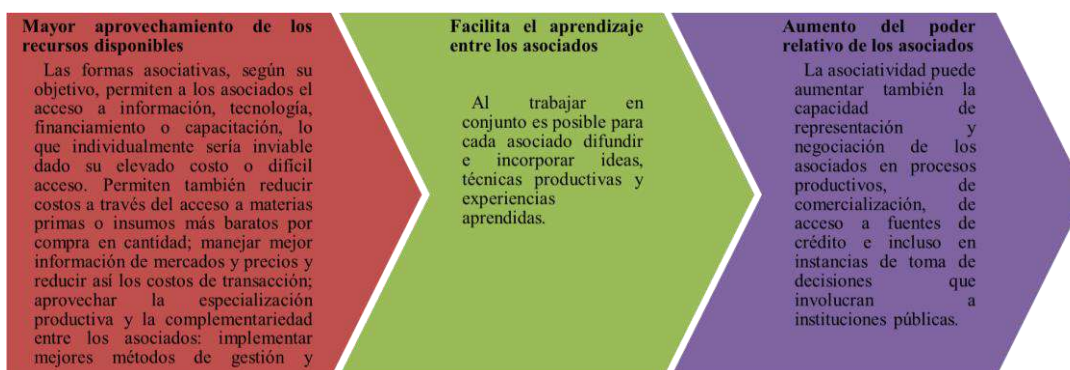 Mayor aprovechamiento de los
recursos disponibles
Las formas asociativas, según su
objetivo, permiten a los asociados el
acceso a información, tecnología,
financiamiento o capacitación, lo
que individualmente sería inviable
dado su elevado costo o difícil
acceso. Permiten también reducir
costos a través del acceso a materias
primas o insumos más baratos por
compra en cantidad; manejar mejor
información de mercados y precios y
reducir así los costos de transacción;
aprovechar la especialización
productiva y la complementariedad
entre los asociados: implementar
mejores métodos de gestión y
Facilita el aprendizaje
entre los asociados
Al trabajar en
conjunto es posible para
cada asociado difundir
e incorporar ideas,
técnicas productivas y
experiencias
aprendidas.
Aumento del poder
relativo de los asociados
La asociatividad puede
aumentar también la
capacidad de
representación y
negociación de los
asociados en procesos
productivos, de
comercialización, de
acceso a fuentes de
crédito e incluso en
instancias de toma de
decisiones que
involucran a
instituciones públicas.